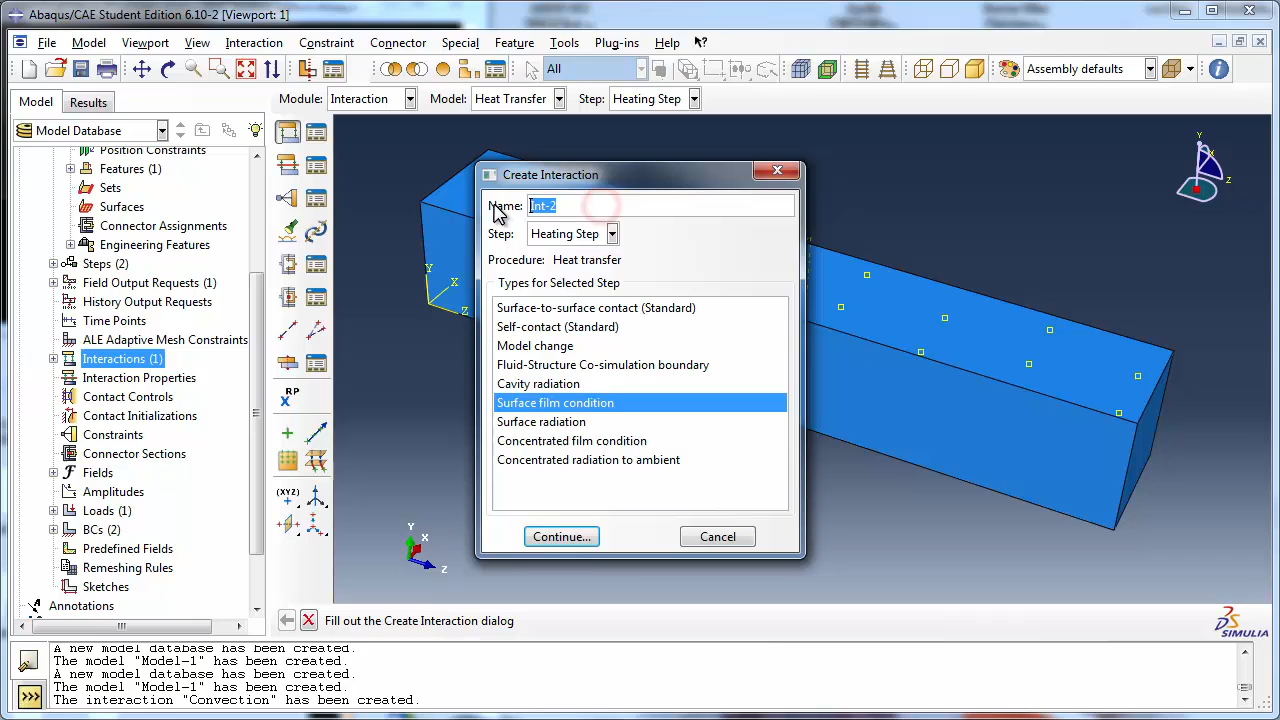 Abaqus/CAE Student Edition 6.10-2 [Viewport: 1]
File Model Viewport View Interaction Constraint Connector Special Feature Tools Plug-ins Help
All
Assembly defaults
Model Results
Module: Interaction Model: Heat Transfer Step: Heating Step
Model Database
Position Constraints
Features (1)
Sets
Surfaces
Connector Assignments
Engineering Features
Steps (2)
Field Output Requests (1)
History Output Requests
Time Points
ALE Adaptive Mesh Constraints
Interactions (1)
Interaction Properties
Contact Controls
Contact Initializations
Constraints
Connector Sections
Fields
Amplitudes
Loads (1)
BCs (2)
Predefined Fields
Remeshing Rules
Sketches
Annotations
RP
(XYZ)
Create Interaction
Name: Int-2
Step: Heating Step
Procedure: Heat transfer
Types for Selected Step
Surface-to-surface contact (Standard)
Self-contact (Standard)
Model change
Fluid-Structure Co-simulation boundary
Cavity radiation
Surface film condition
Surface radiation
Concentrated film condition
Concentrated radiation to ambient
Continue... Cancel
Y
X
Z
Y
X
Z
Y
X
Z
Fill out the Create Interaction dialog
SIMULIA
A new model database has been created.
The model "Model-1" has been created.
A new model database has been created.
The model "Model-1" has been created.
The interaction "Convection" has been created.